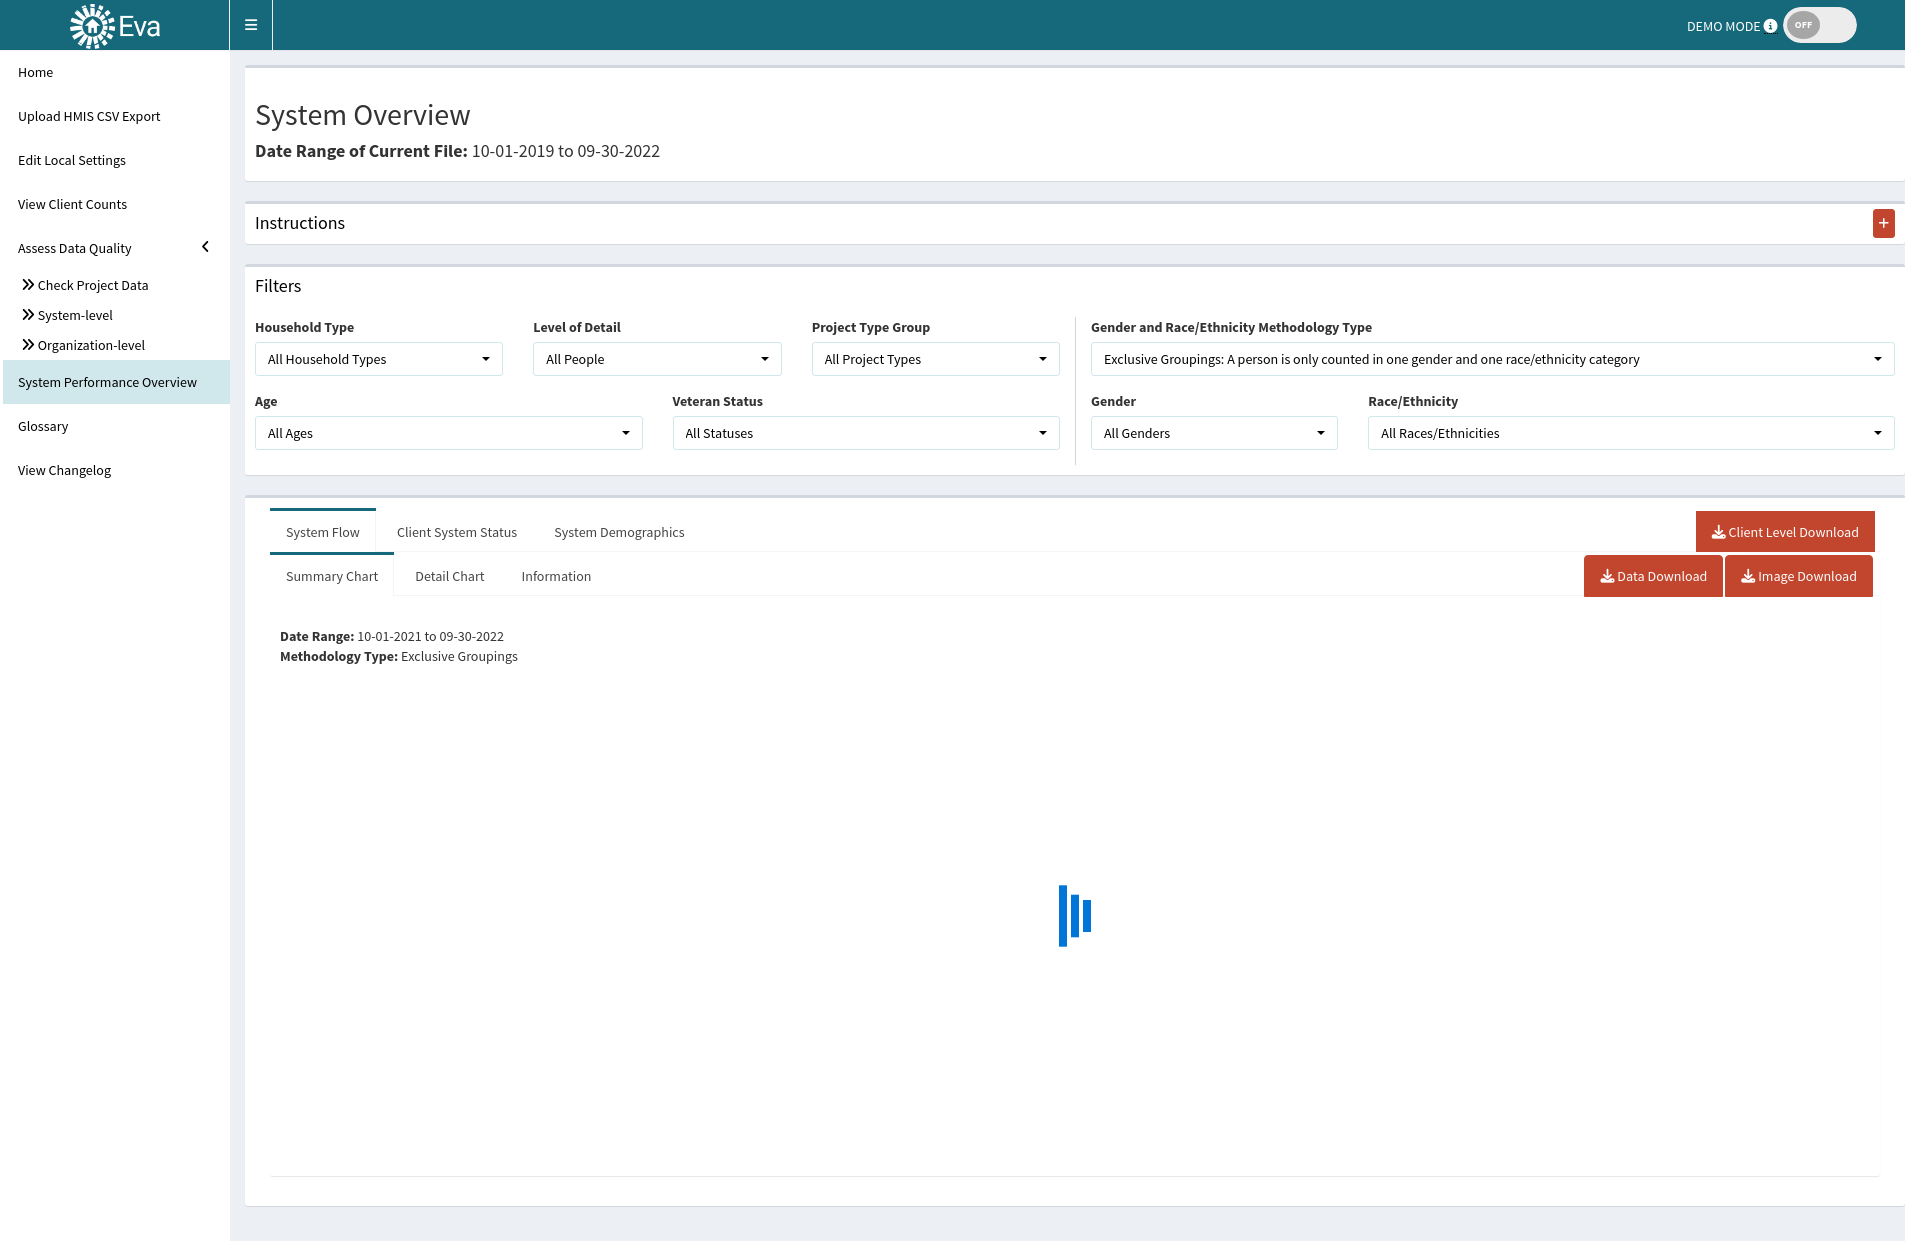 Eva
DEMO MODE
OFF
Home
Upload HMIS CSV Export
Edit Local Settings
View Client Counts
Assess Data Quality
Check Project Data
System-level
Organization-level
System Performance Overview
Glossary
View Changelog
System Overview
Date Range of Current File: 10-01-2019 to 09-30-2022
Instructions
+
Filters
Household Type
All Household Types
Level of Detail
All People
Project Type Group
All Project Types
Gender and Race/Ethnicity Methodology Type
Exclusive Groupings: A person is only counted in one gender and one race/ethnicity category
Age
All Ages
Veteran Status
All Statuses
Gender
All Genders
Race/Ethnicity
All Races/Ethnicities
System Flow
Client System Status
System Demographics
Client Level Download
Summary Chart
Detail Chart
Information
Data Download
Image Download
Date Range: 10-01-2021 to 09-30-2022
Methodology Type: Exclusive Groupings